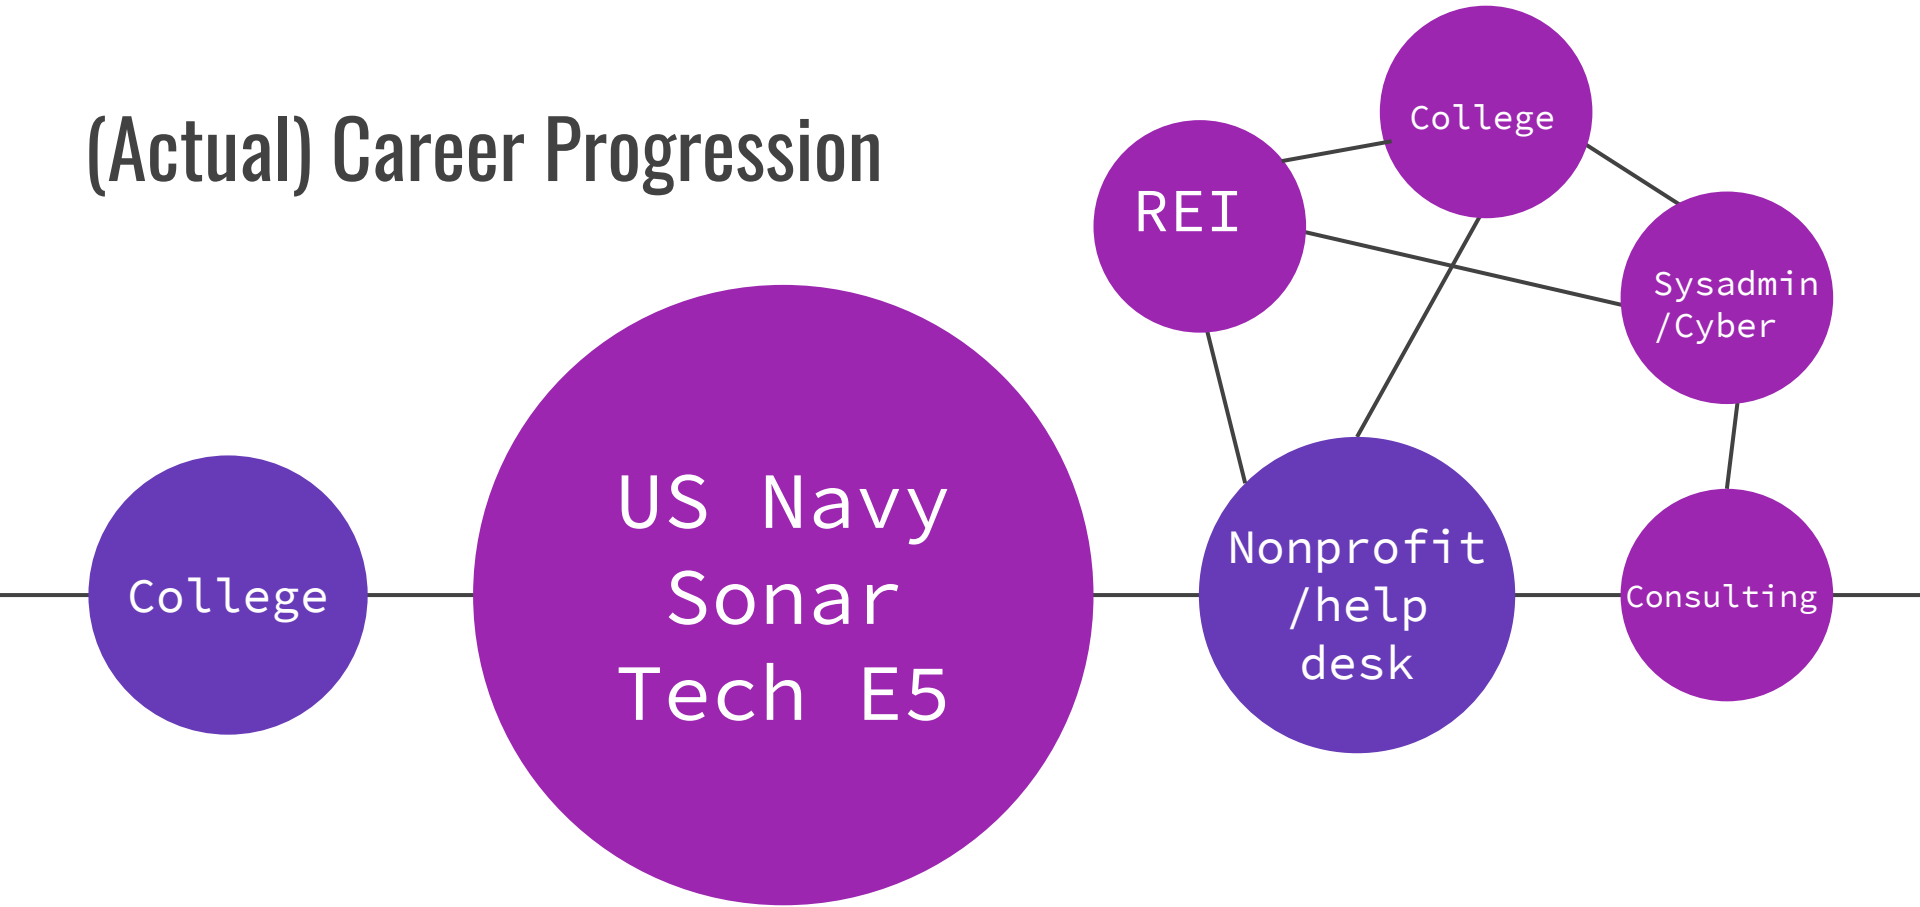 (Actual) Career Progression
College
US Navy
Sonar
Tech E5
REI
College
Sysadmin
/Cyber
Nonprofit
/help
desk
Consulting